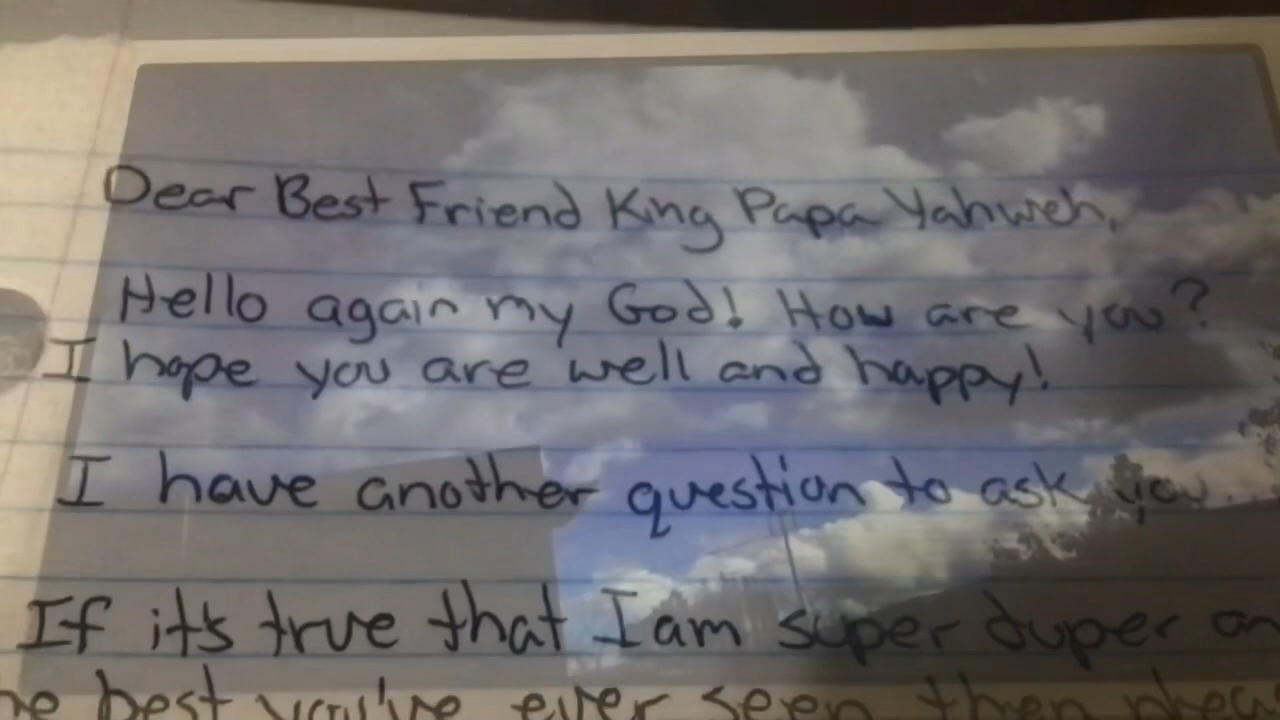 Dear Best Friend King Papa Yahweh,
Hello again my God! How are you?
I hope you are well and happy!
I have another question to ask you
If it's true that I am super duper
best you've ever seen then